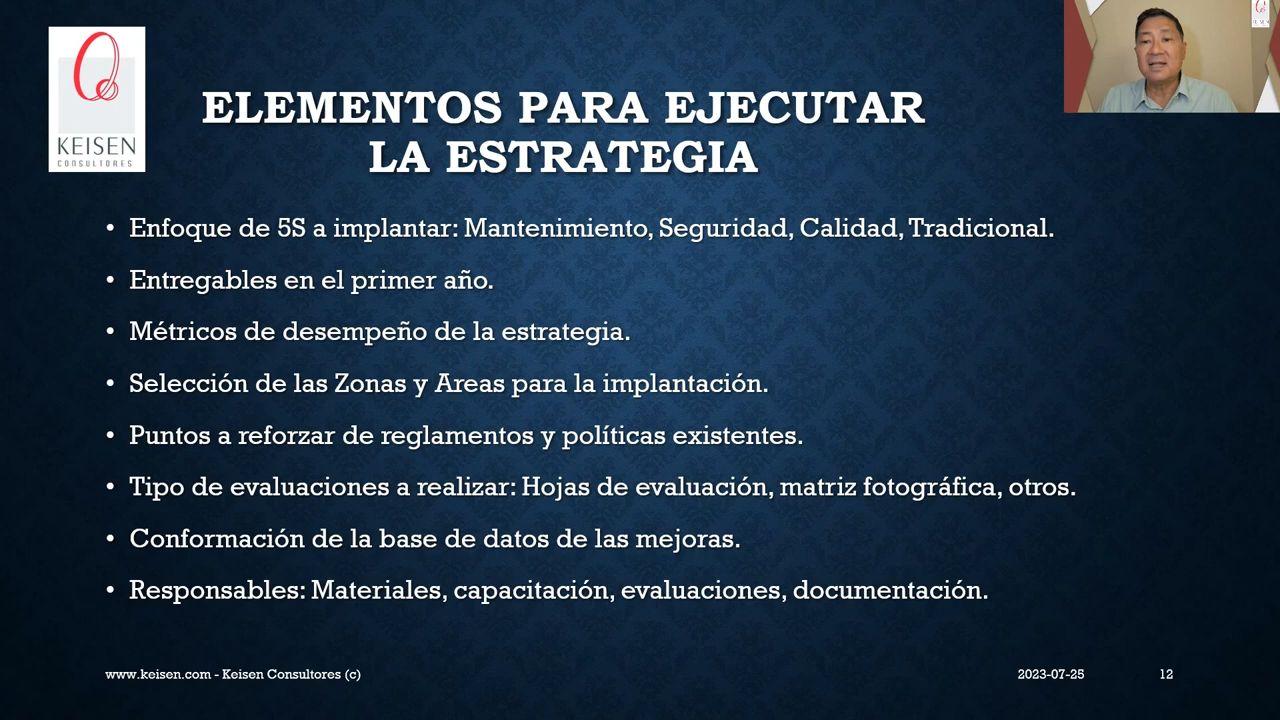 KEISEN
CONSULTORES
ELEMENTOS PARA EJECUTAR
LA ESTRATEGIA
• Enfoque de 5S a implantar: Mantenimiento, Seguridad, Calidad, Tradicional.
• Entregables en el primer año.
• Métricos de desempeño de la estrategia.
• Selección de las Zonas y Areas para la implantación.
• Puntos a reforzar de reglamentos y políticas existentes.
• Tipo de evaluaciones a realizar: Hojas de evaluación, matriz fotográfica, otros.
• Conformación de la base de datos de las mejoras.
• Responsables: Materiales, capacitación, evaluaciones, documentación.
www.keisen.com - Keisen Consultores (c)
2023-07-25
12